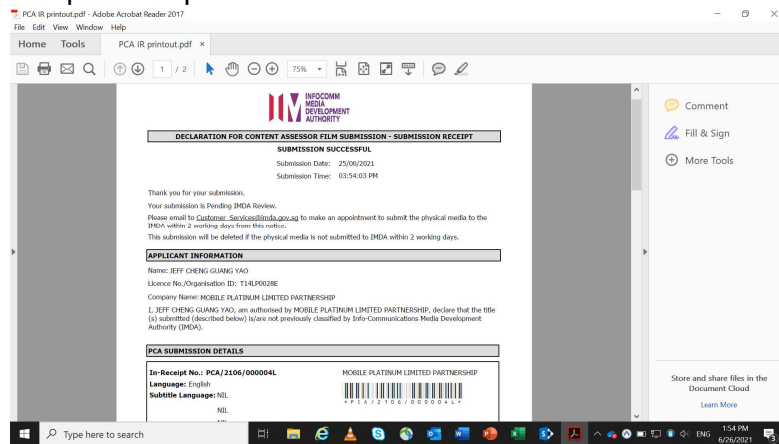 PCA IR printout.pdf - Adobe Acrobat Reader 2017
File Edit View Window Help
Home Tools PCA IR printout.pdf ×
1 / 2 75%
INFOCOMM
MEDIA
DEVELOPMENT
AUTHORITY
DECLARATION FOR CONTENT ASSESSOR FILM SUBMISSION - SUBMISSION RECEIPT
SUBMISSION SUCCESSFUL
Submission Date: 25/06/2021
Submission Time: 03:54:03 PM
Thank you for your submission.
Your submission is Pending IMDA Review.
Please email to Customer_Services@imda.gov.sg to make an appointment to submit the physical media to the
IMDA within 2 working days from this notice.
This submission will be deleted if the physical media is not submitted to IMDA within 2 working days.
APPLICANT INFORMATION
Name: JEFF CHENG GUANG YAO
Licence No./Organisation ID: T14LP0028E
Company Name: MOBILE PLATINUM LIMITED PARTNERSHIP
I, JEFF CHENG GUANG YAO, am authorised by MOBILE PLATINUM LIMITED PARTNERSHIP, declare that the title
(s) submitted (described below) is/are not previously classified by Info-Communications Media Development
Authority (IMDA).
PCA SUBMISSION DETAILS
In-Receipt No.: PCA/2106/000004L MOBILE PLATINUM LIMITED PARTNERSHIP
Language: English
Subtitle Language: NIL
*PCA/2106/000004L*
NIL
Comment
Fill & Sign
More Tools
Store and share files in the
Document Cloud
Learn More
Type here to search
ENG
1:54 PM
6/26/2021